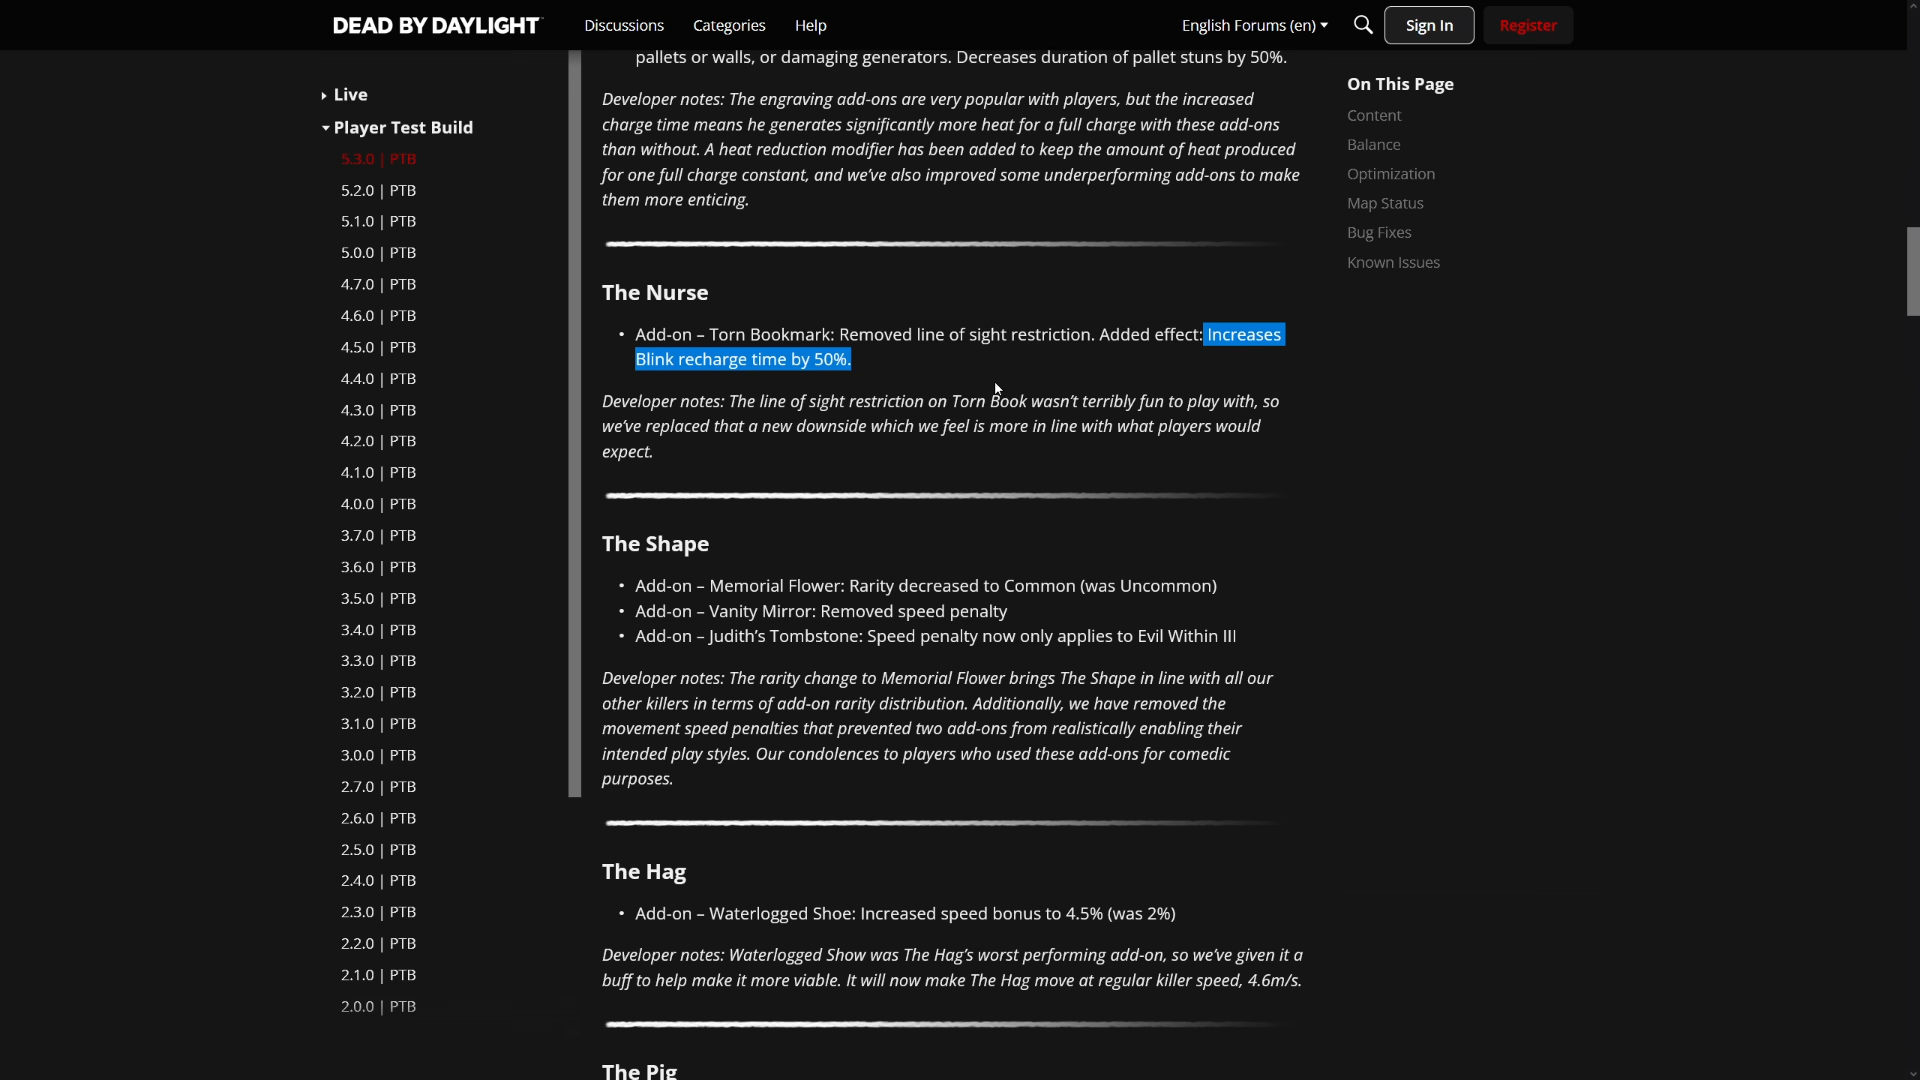 DEAD BY DAYLIGHT
Discussions
Categories
Help
English Forums (en)
Sign In
Register
Live
Player Test Build
5.3.0 | PTB
5.2.0 | PTB
5.1.0 | PTB
5.0.0 | PTB
4.7.0 | PTB
4.6.0 | PTB
4.5.0 | PTB
4.4.0 | PTB
4.3.0 | PTB
4.2.0 | PTB
4.1.0 | PTB
4.0.0 | PTB
3.7.0 | PTB
3.6.0 | PTB
3.5.0 | PTB
3.4.0 | PTB
3.3.0 | PTB
3.2.0 | PTB
3.1.0 | PTB
3.0.0 | PTB
2.7.0 | PTB
2.6.0 | PTB
2.5.0 | PTB
2.4.0 | PTB
2.3.0 | PTB
2.2.0 | PTB
2.1.0 | PTB
2.0.0 | PTB
pallets or walls, or damaging generators. Decreases duration of pallet stuns by 50%.
Developer notes: The engraving add-ons are very popular with players, but the increased
charge time means he generates significantly more heat for a full charge with these add-ons
than without. A heat reduction modifier has been added to keep the amount of heat produced
for one full charge constant, and we've also improved some underperforming add-ons to make
them more enticing.
The Nurse
• Add-on – Torn Bookmark: Removed line of sight restriction. Added effect: Increases
Blink recharge time by 50%.
Developer notes: The line of sight restriction on Torn Book wasn't terribly fun to play with, so
we've replaced that a new downside which we feel is more in line with what players would
expect.
The Shape
• Add-on – Memorial Flower: Rarity decreased to Common (was Uncommon)
• Add-on – Vanity Mirror: Removed speed penalty
• Add-on – Judith's Tombstone: Speed penalty now only applies to Evil Within III
Developer notes: The rarity change to Memorial Flower brings The Shape in line with all our
other killers in terms of add-on rarity distribution. Additionally, we have removed the
movement speed penalties that prevented two add-ons from realistically enabling their
intended play styles. Our condolences to players who used these add-ons for comedic
purposes.
The Hag
• Add-on – Waterlogged Shoe: Increased speed bonus to 4.5% (was 2%)
Developer notes: Waterlogged Show was The Hag's worst performing add-on, so we've given it a
buff to help make it more viable. It will now make The Hag move at regular killer speed, 4.6m/s.
The Pig
On This Page
Content
Balance
Optimization
Map Status
Bug Fixes
Known Issues